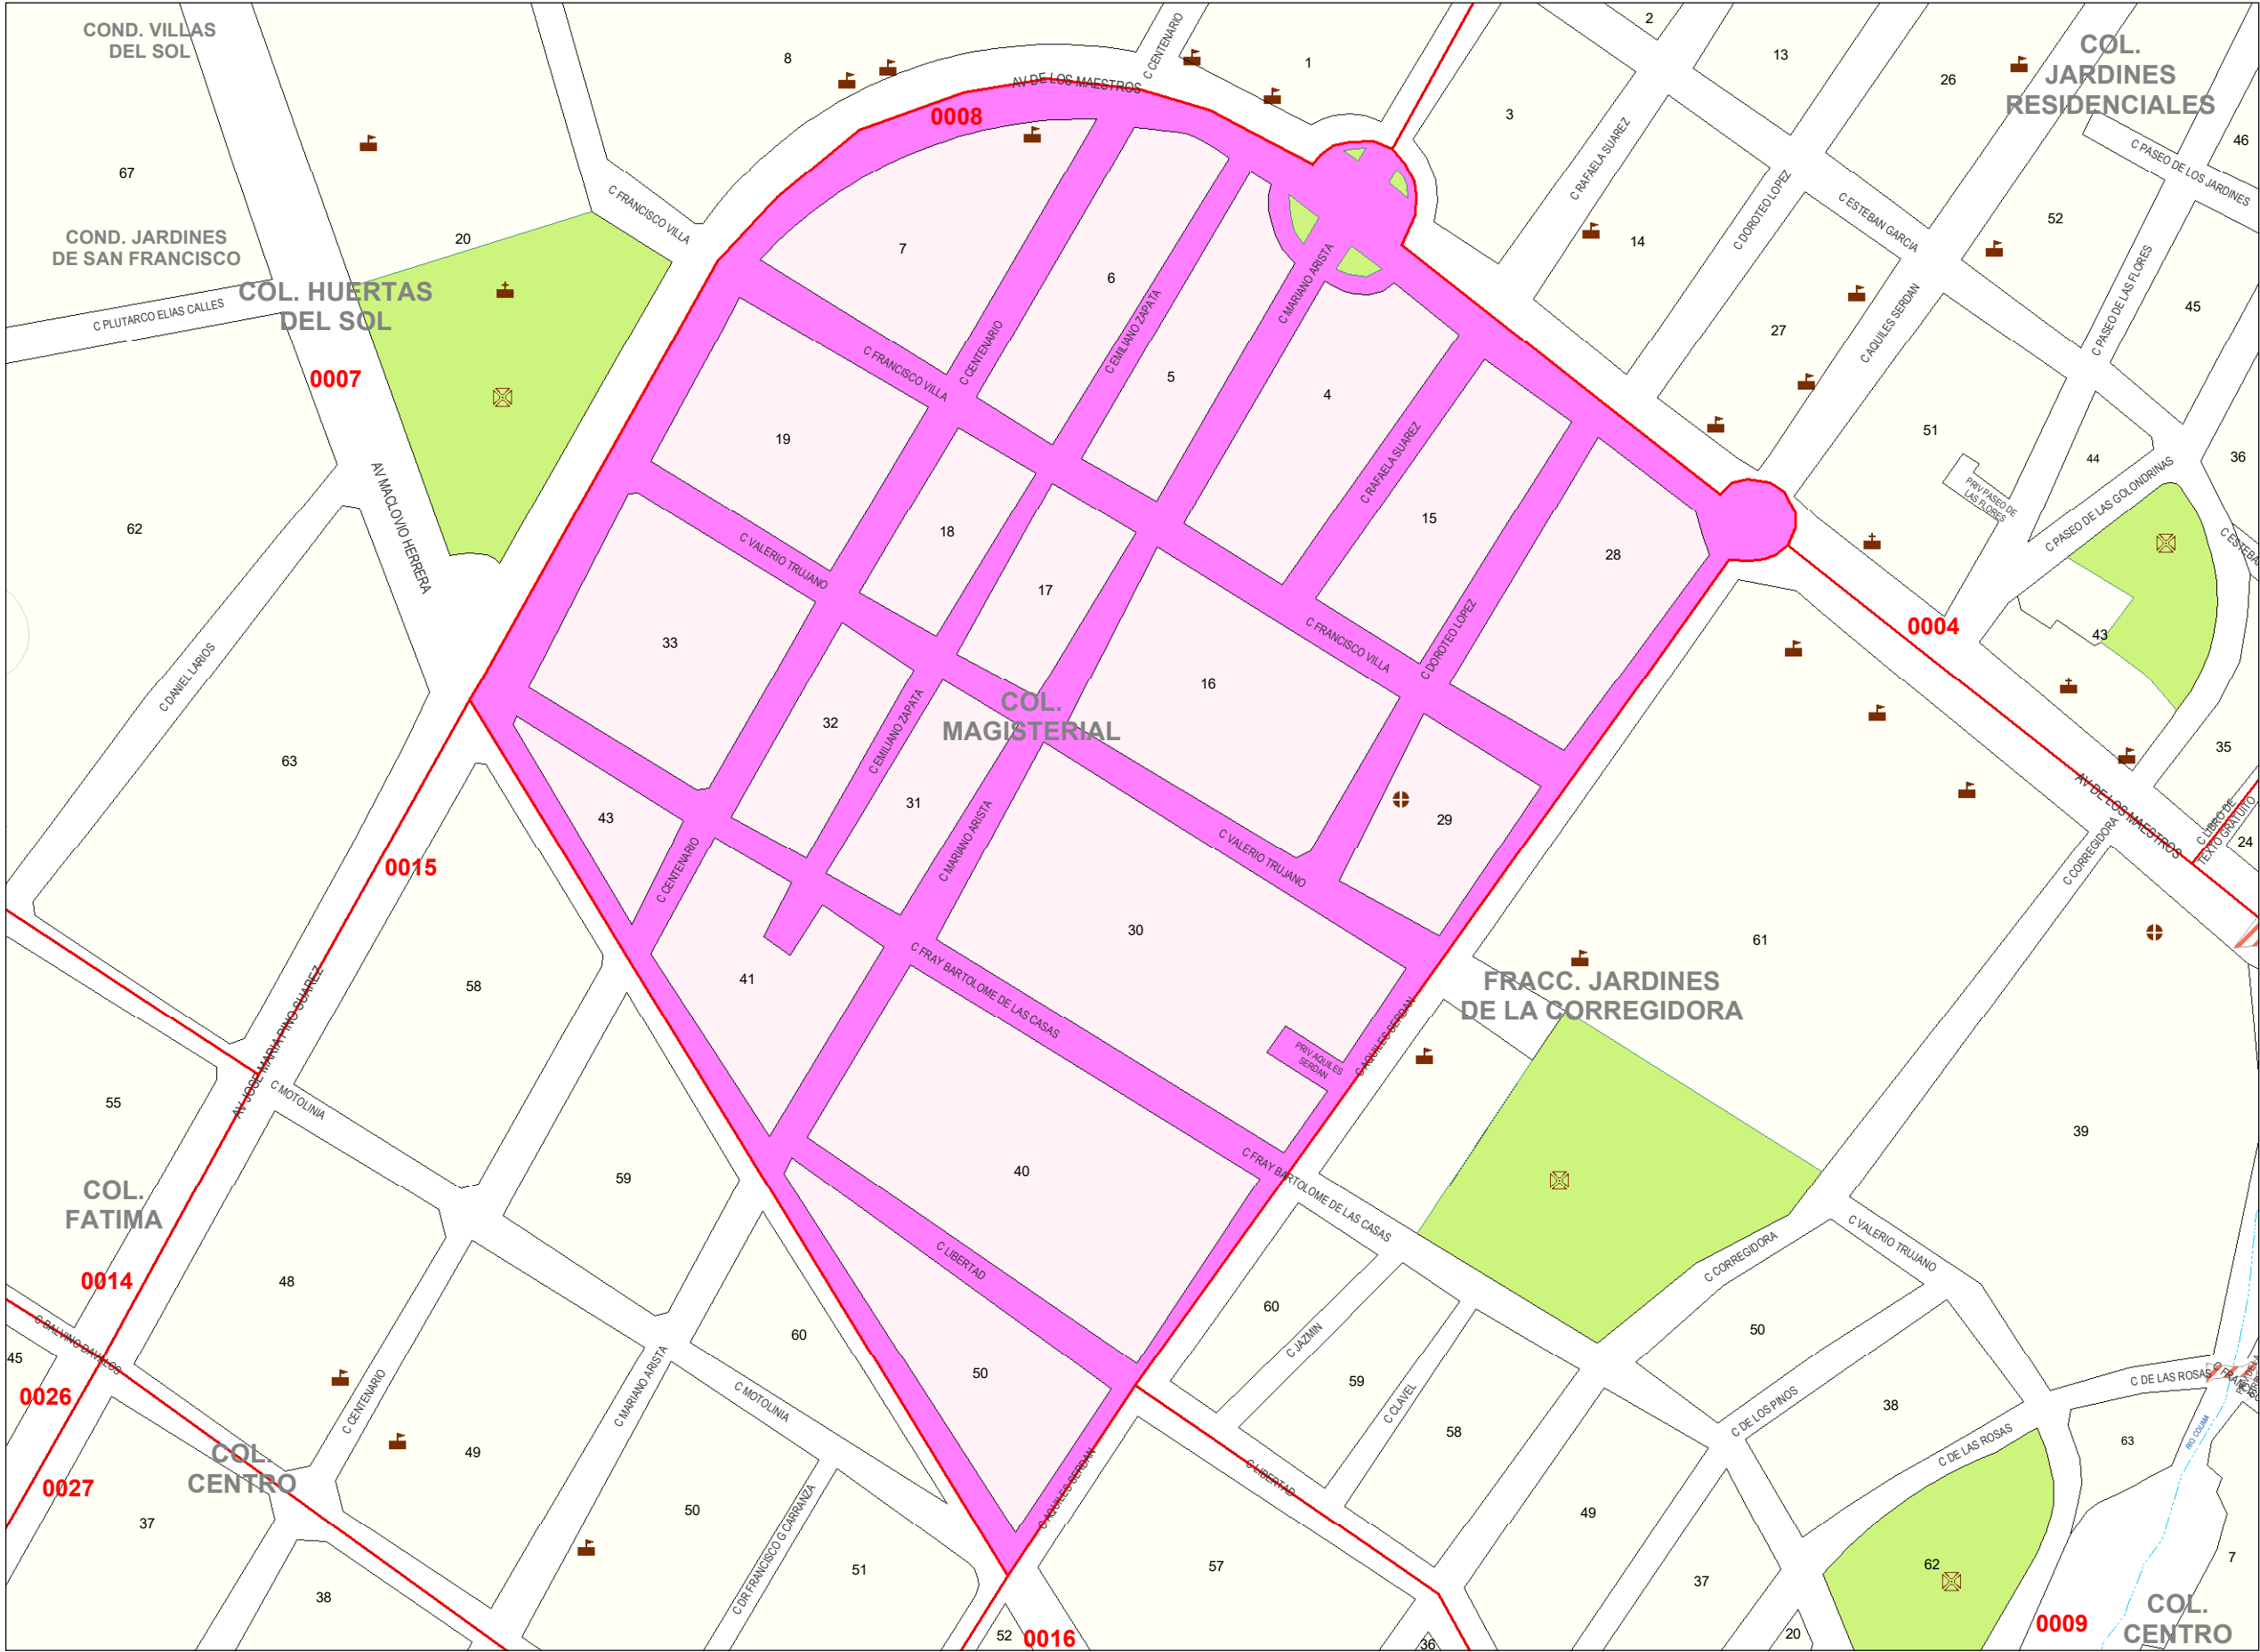 COND. VILLAS
DEL SOL
8
C CENTENARIO
1
2
13
26
COL.
JARDINES
RESIDENCIALES
AV DE LOS MAESTROS
0008
3
C RAFAELA SUAREZ
46
C PASEO DE LOS JARDINES
67
C FRANCISCO VILLA
C DOROTEO LOPEZ
C ESTEBAN GARCIA
52
COND. JARDINES
DE SAN FRANCISCO
20
7
6
14
C MARIANO ARISTA
C PASEO DE LAS FLORES
COL. HUERTAS
DEL SOL
C PLUTARCO ELIAS CALLES
C EMILIANO ZAPATA
C AQUILES SERDAN
27
45
0007
C FRANCISCO VILLA
C CENTENARIO
5
4
19
C RAFAELA SUAREZ
51
44
36
AV MACLOVIO HERRERA
62
18
15
28
PRIV PASEO DE
LAS FLORES
C PASEO DE LAS GOLONDRINAS
C ESTEBA
C VALERIO TRUJANO
17
33
C DOROTEO LOPEZ
C FRANCISCO VILLA
0004
43
C DANIEL LARIOS
16
COL.
MAGISTERIAL
32
C EMILIANO ZAPATA
63
35
31
43
29
C MARIANO ARISTA
C VALERIO TRUJANO
AV DE LOS MAESTROS
C LIBRO DE
TEXTO GRATUITO
24
0015
C CENTENARIO
C CORREGIDORA
30
61
41
58
C FRAY BARTOLOME DE LAS CASAS
FRACC. JARDINES
DE LA CORREGIDORA
AV JOSE MARIA PINO SUAREZ
C AQUILES SERDAN
PRIV AQUILES
SERDAN
C MOTOLINIA
55
39
40
59
C FRAY BARTOLOME DE LAS CASAS
COL.
FATIMA
C VALERIO TRUJANO
C LIBERTAD
C CORREGIDORA
0014
48
60
60
C JAZMIN
50
C BALVINO DAVALOS
45
C MARIANO ARISTA
50
59
C DE LAS ROSAS
0026
C CENTENARIO
C MOTOLINIA
C CLAVEL
C DE LOS PINOS
38
COL.
CENTRO
49
58
C DE LAS ROSAS
RIO COLIMA
63
0027
C AQUILES SERDAN
C LIBERTAD
37
50
C DR FRANCISCO G CARRANZA
49
51
57
62
7
38
37
COL.
CENTRO
52
0016
36
20
0009